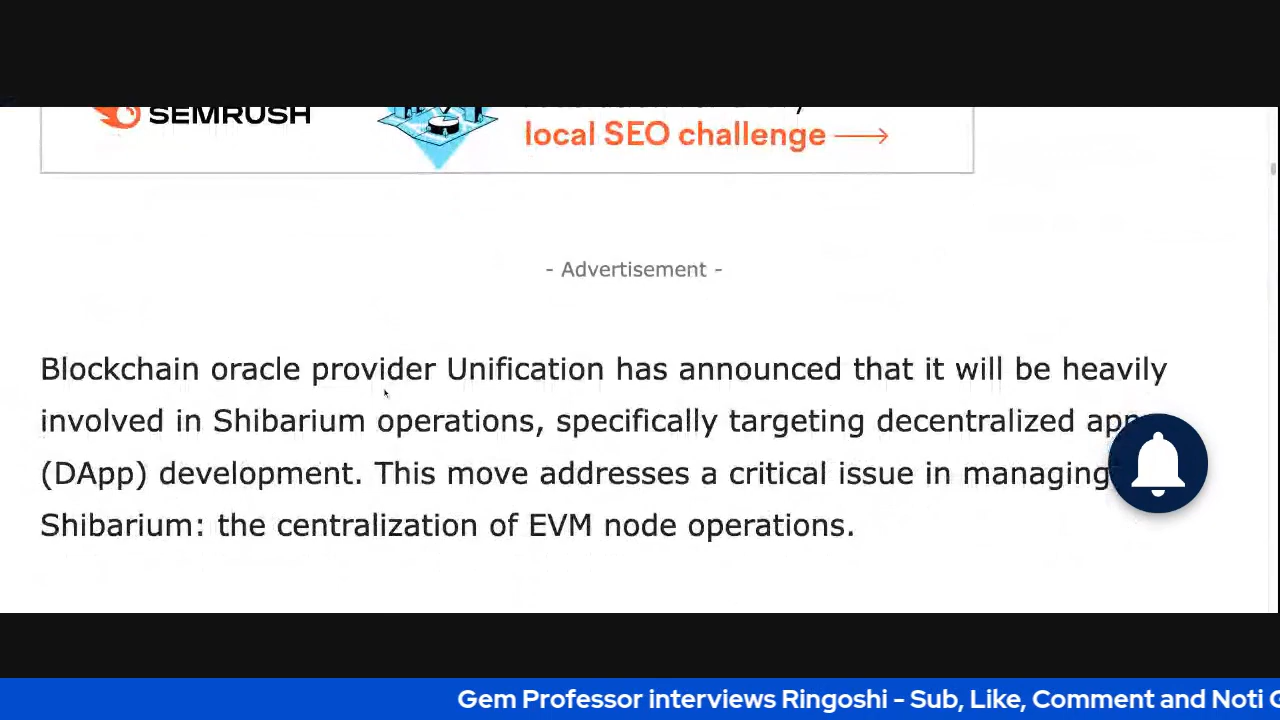 SEMRUSH
local SEO challenge
- Advertisement -
Blockchain oracle provider Unification has announced that it will be heavily
involved in Shibarium operations, specifically targeting decentralized app
(DApp) development. This move addresses a critical issue in managing
Shibarium: the centralization of EVM node operations.
Gem Professor interviews Ringoshi - Sub, Like, Comment and Noti